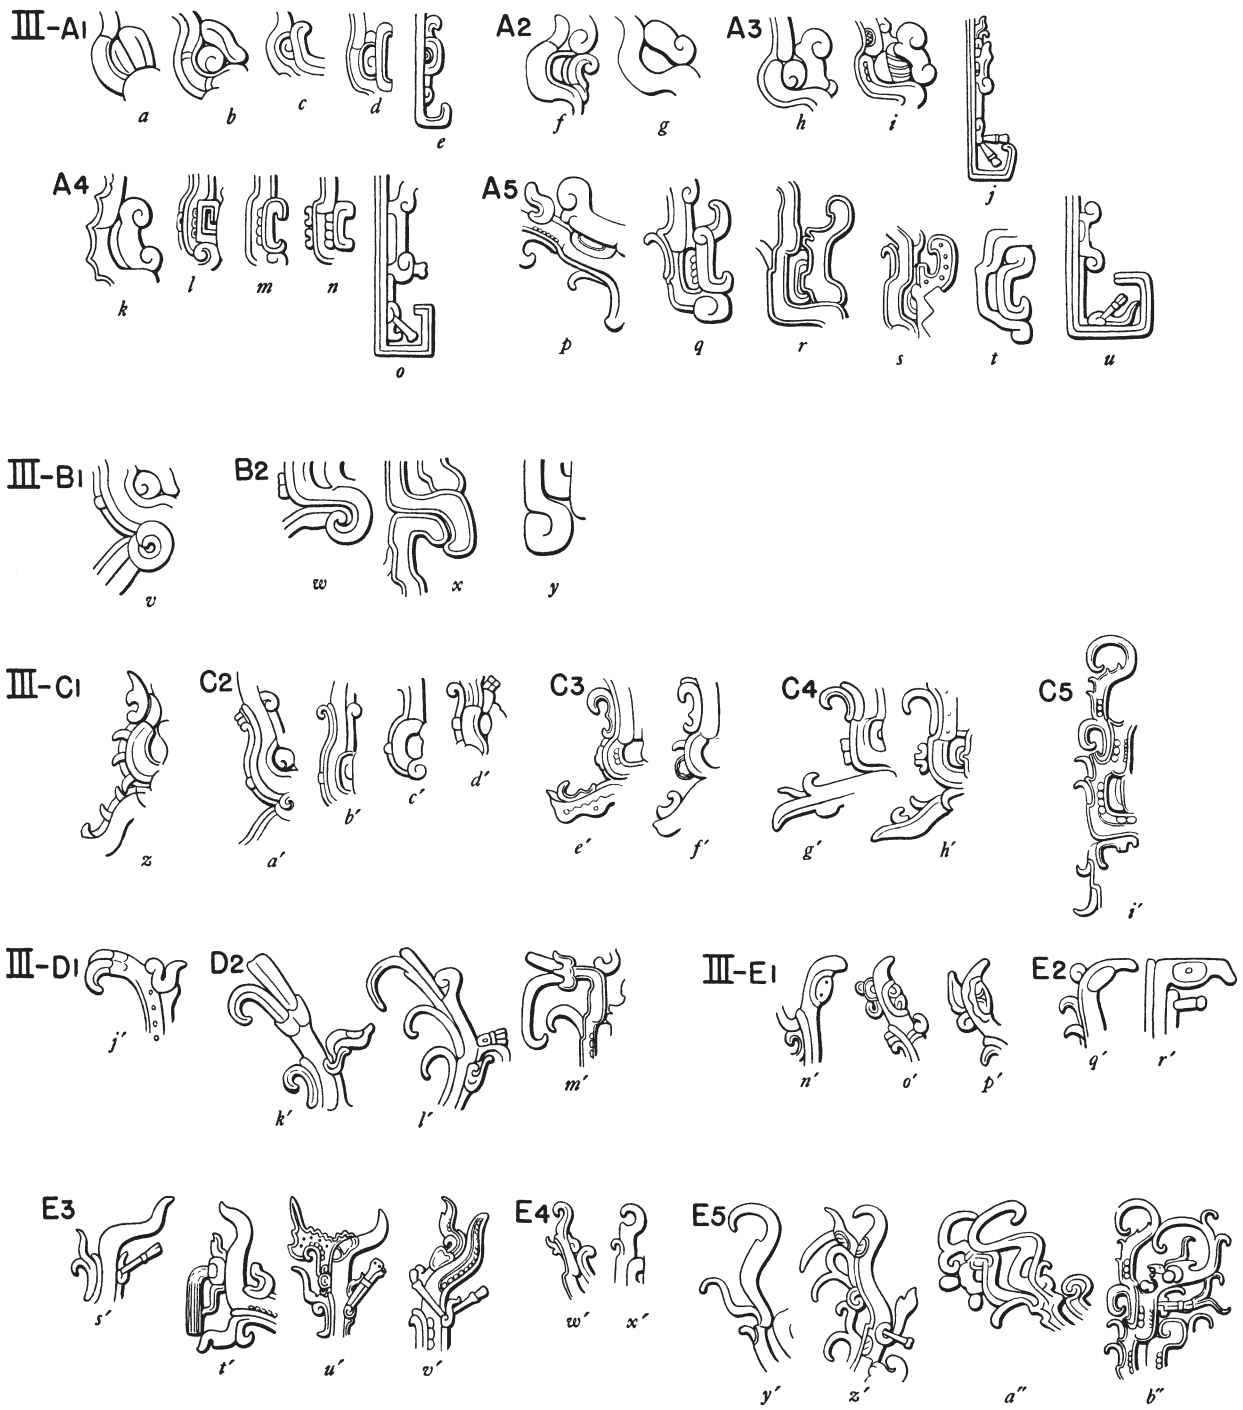 III-A1 A2 A3
a b c d e f g h i j
A4 A5
k l m n o p q r s t u
III-B1 B2
v w x y
III-C1 C2 C3 C4 C5
z a′ b′ c′ d′ e′ f′ g′ h′ i′
III-D1 D2 III-E1 E2
j′ k′ l′ m′ n′ o′ p′ q′ r′
E3 E4 E5
s′ t′ u′ v′ w′ x′ y′ z′ a″ b″